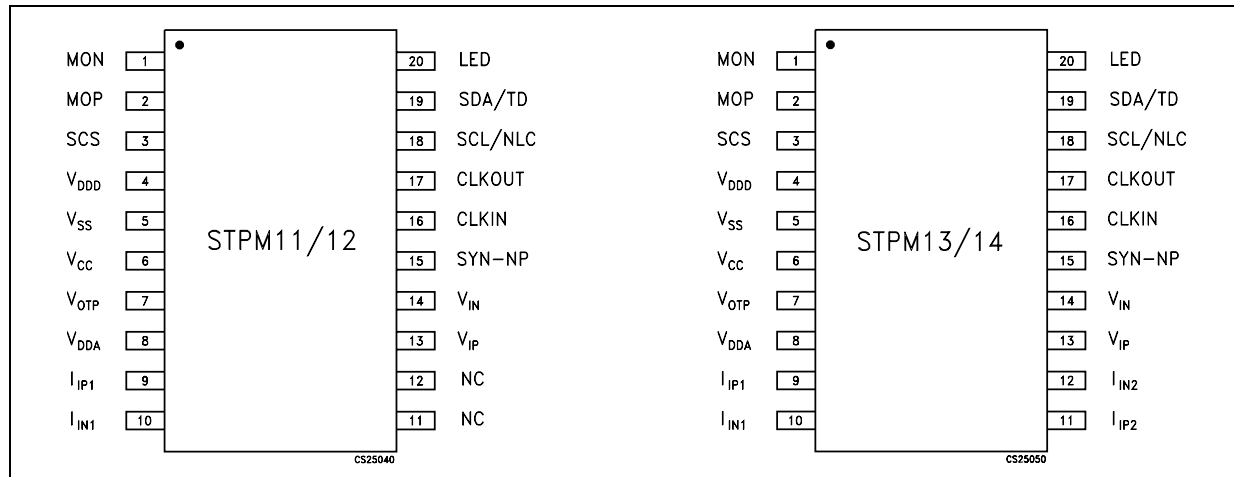 MON 1 20 LED
MOP 2 19 SDA/TD
SCS 3 18 SCL/NLC
VDDD 4 17 CLKOUT
VSS 5 16 CLKIN
STPM11/12
VCC 6 15 SYN-NP
VOTP 7 14 VIN
VDDA 8 13 VIP
IIP1 9 12 NC
IIN1 10 11 NC
CS25040
MON 1 20 LED
MOP 2 19 SDA/TD
SCS 3 18 SCL/NLC
VDDD 4 17 CLKOUT
VSS 5 16 CLKIN
STPM13/14
VCC 6 15 SYN-NP
VOTP 7 14 VIN
VDDA 8 13 VIP
IIP1 9 12 IIN2
IIN1 10 11 IIP2
CS25050